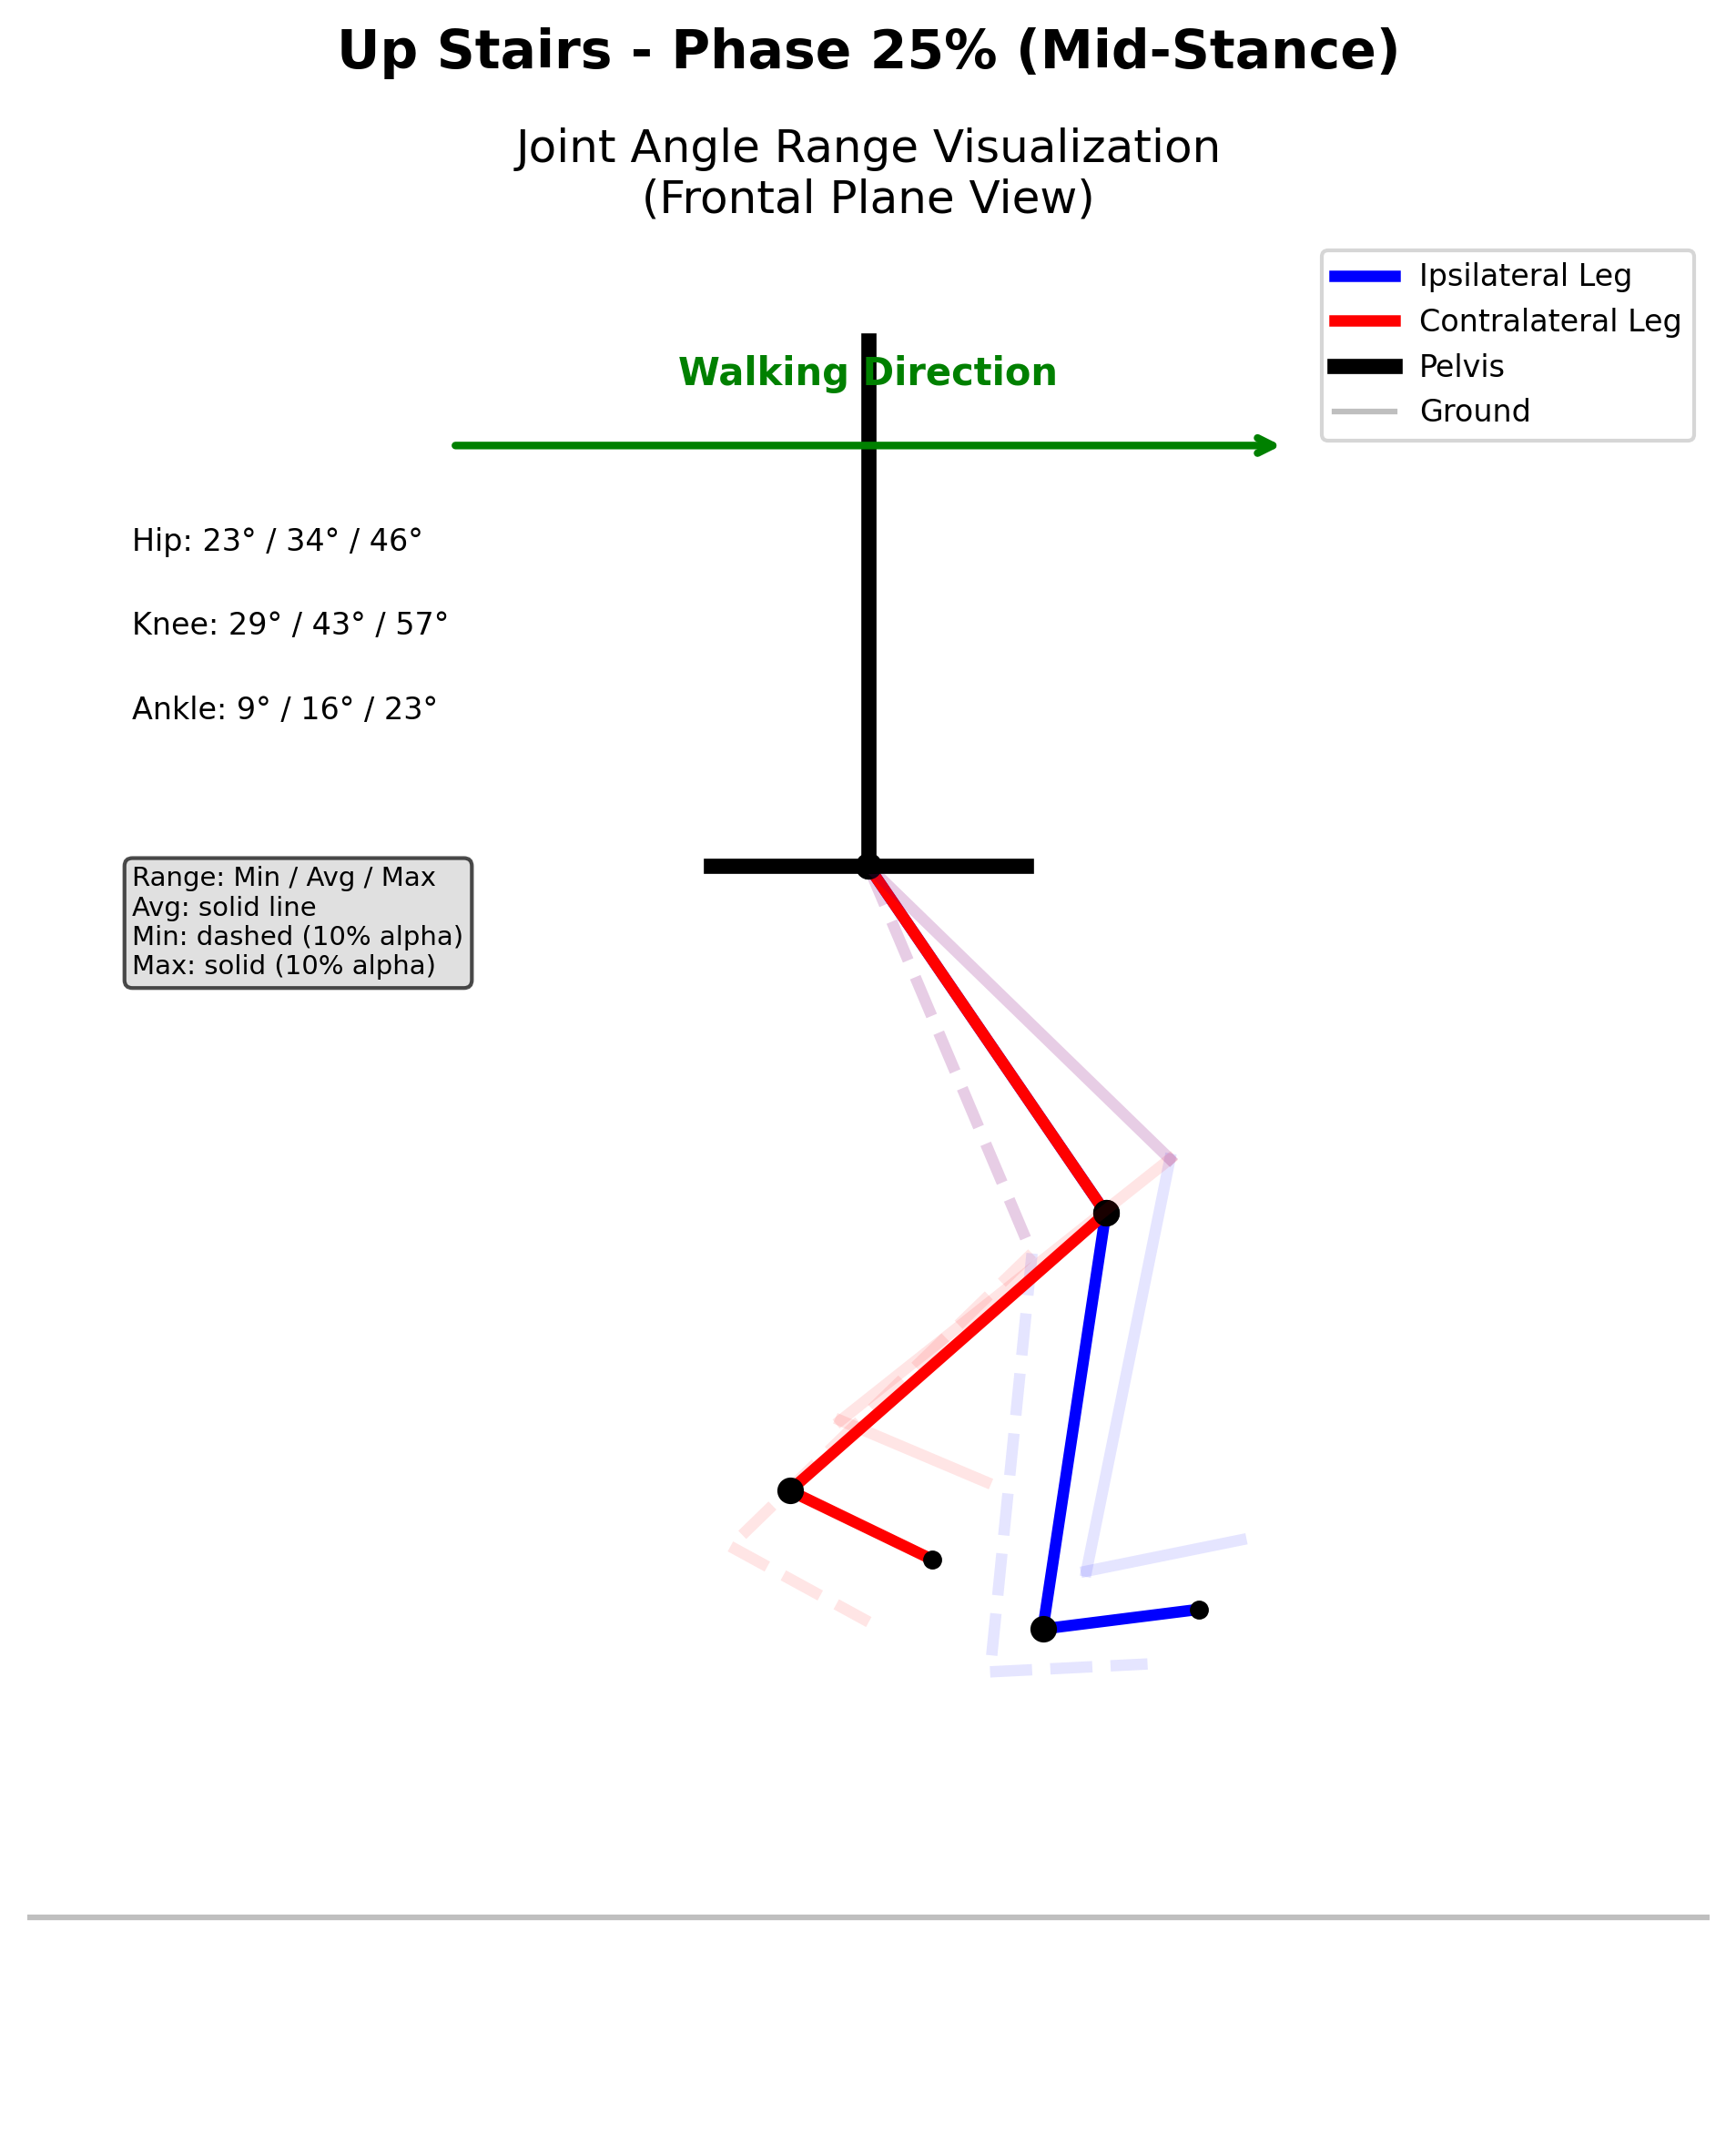 Up Stairs - Phase 25% (Mid-Stance)
Joint Angle Range Visualization
(Frontal Plane View)
Ipsilateral Leg
Contralateral Leg
Pelvis
Ground
Walking Direction
Hip: 23° / 34° / 46°
Knee: 29° / 43° / 57°
Ankle: 9° / 16° / 23°
Range: Min / Avg / Max
Avg: solid line
Min: dashed (10% alpha)
Max: solid (10% alpha)